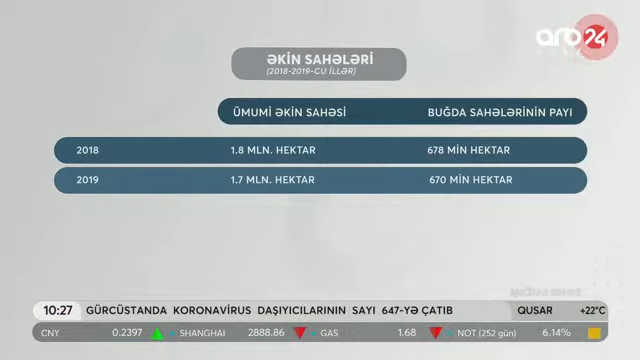 arb24
ƏKİN SAHƏLƏRİ
(2018-2019-CU İLLƏR)
ÜMUMİ ƏKİN SAHƏSİ BUĞDA SAHƏLƏRİNİN PAYI
2018 1.8 MLN. HEKTAR 678 MİN HEKTAR
2019 1.7 MLN. HEKTAR 670 MİN HEKTAR
10:27 GÜRCÜSTANDA KORONAVİRUS DAŞIYICILARININ SAYI 647-YƏ ÇATIB QUSAR +22°C
CNY 0.2397 SHANGHAI 2888.86 GAS 1.68 NOT (252 gün) 6.14%